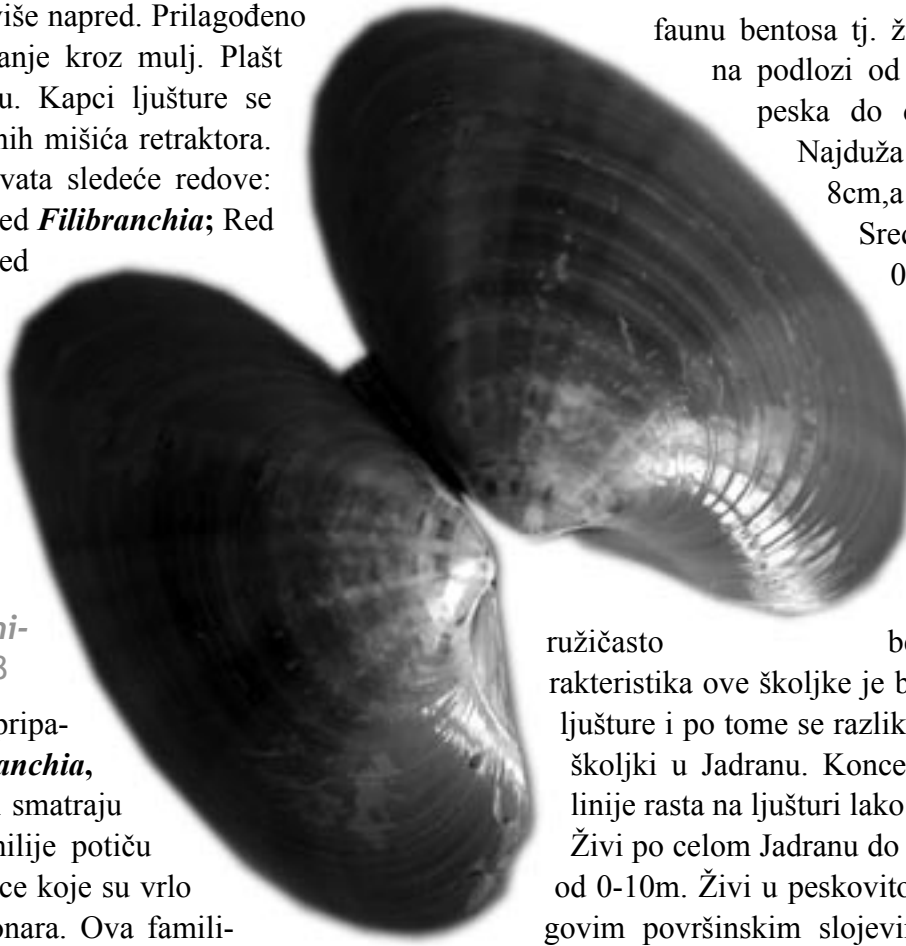 više napred. Prilagođeno
anje kroz mulj. Plašt
u. Kapci ljušture se
nih mišića retraktora.
vata sledeće redove:
ed Filibranchia; Red
ed
ni-
8
pripa-
anchia,
smatraju
nilije potiču
ce koje su vrlo
onara. Ova famili-
faunu bentosa tj. ž
na podlozi od
peska do
Najduža
8cm,a
Sred
0
ružičasto
rakteristika ove školjke je b
ljušture i po tome se razlik
školjki u Jadranu. Konce
linije rasta na ljušturi lako
Živi po celom Jadranu do
od 0-10m. Živi u peskovito
govim površinskim slojevir